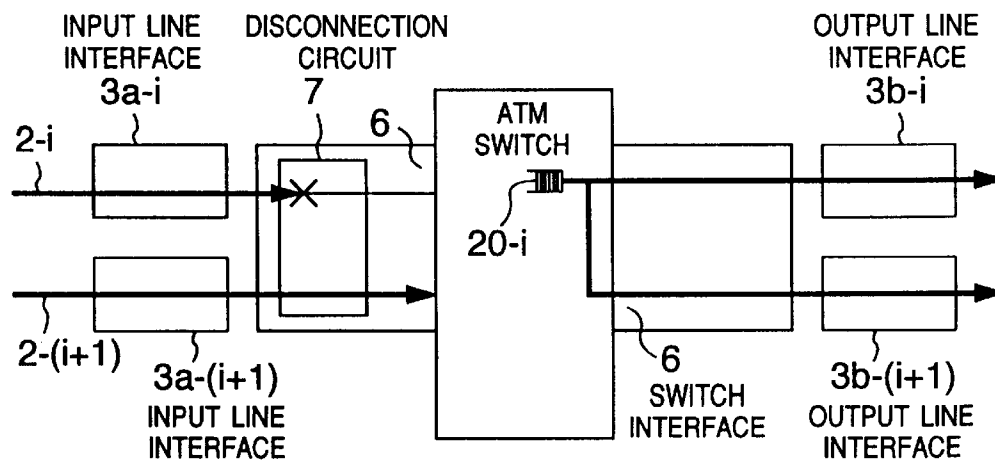 INPUT LINE
INTERFACE
3a-i
DISCONNECTION
CIRCUIT
7
6
ATM
SWITCH
OUTPUT LINE
INTERFACE
3b-i
2-i
20-i
2-(i+1)
3a-(i+1)
INPUT LINE
INTERFACE
6
SWITCH
INTERFACE
3b-(i+1)
OUTPUT LINE
INTERFACE